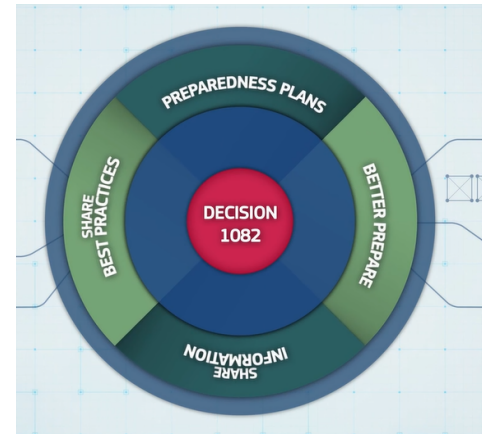 PREPAREDNESS PLANS
BETTER PREPARE
SHARE
INFORMATION
SHARE
BEST PRACTICES
DECISION
1082